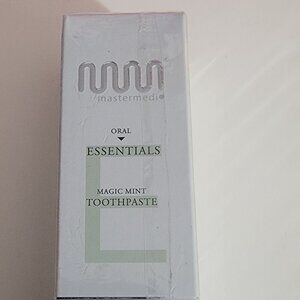 mastermedi
ORAL
ESSENTIALS
MAGIC MINT
TOOTHPASTE
E